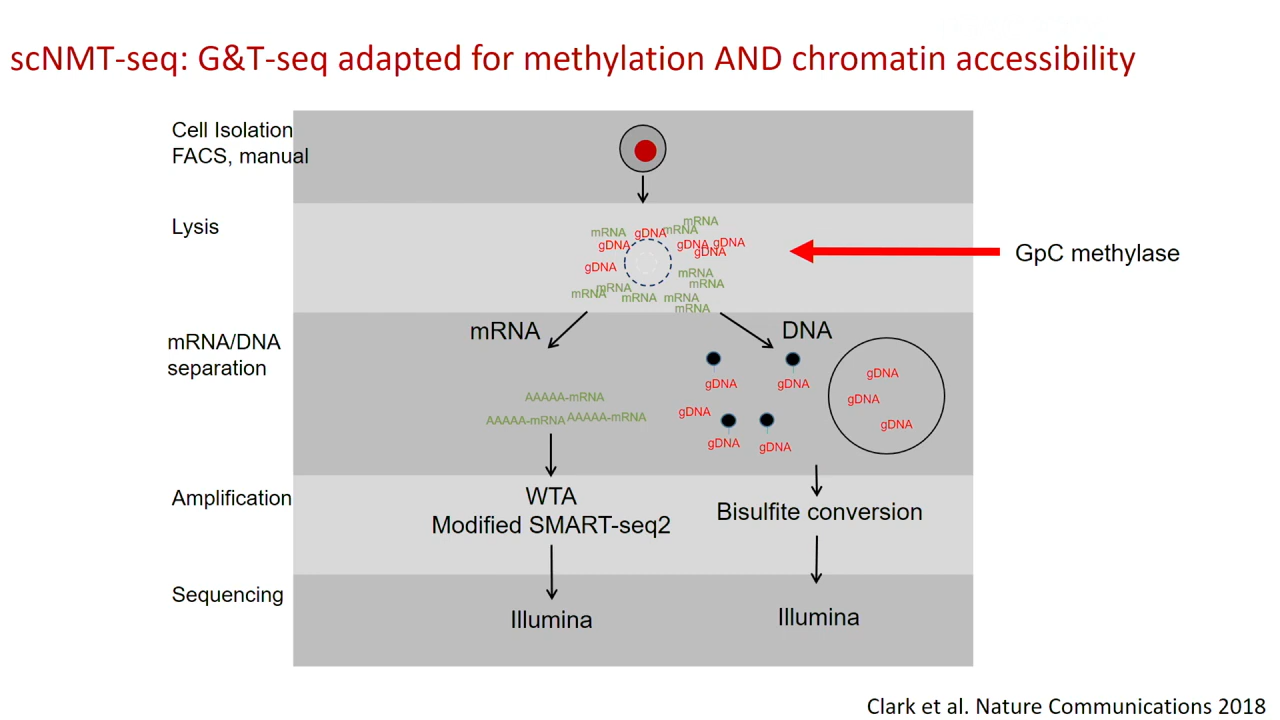 scNMT-seq: G&T-seq adapted for methylation AND chromatin accessibility
Cell Isolation
FACS, manual
Lysis
mRNA
mRNA
gDNA
mRNA
gDNA
gDNA
gDNA
gDNA
gDNA
mRNA
mRNA
mRNA
mRNA
mRNA
mRNA
mRNA
GpC methylase
mRNA/DNA
separation
mRNA
DNA
AAAAA-mRNA
AAAAA-mRNA
AAAAA-mRNA
gDNA
gDNA
gDNA
gDNA
gDNA
gDNA
gDNA
gDNA
Amplification
WTA
Modified SMART-seq2
Bisulfite conversion
Sequencing
Illumina
Illumina
Clark et al. Nature Communications 2018